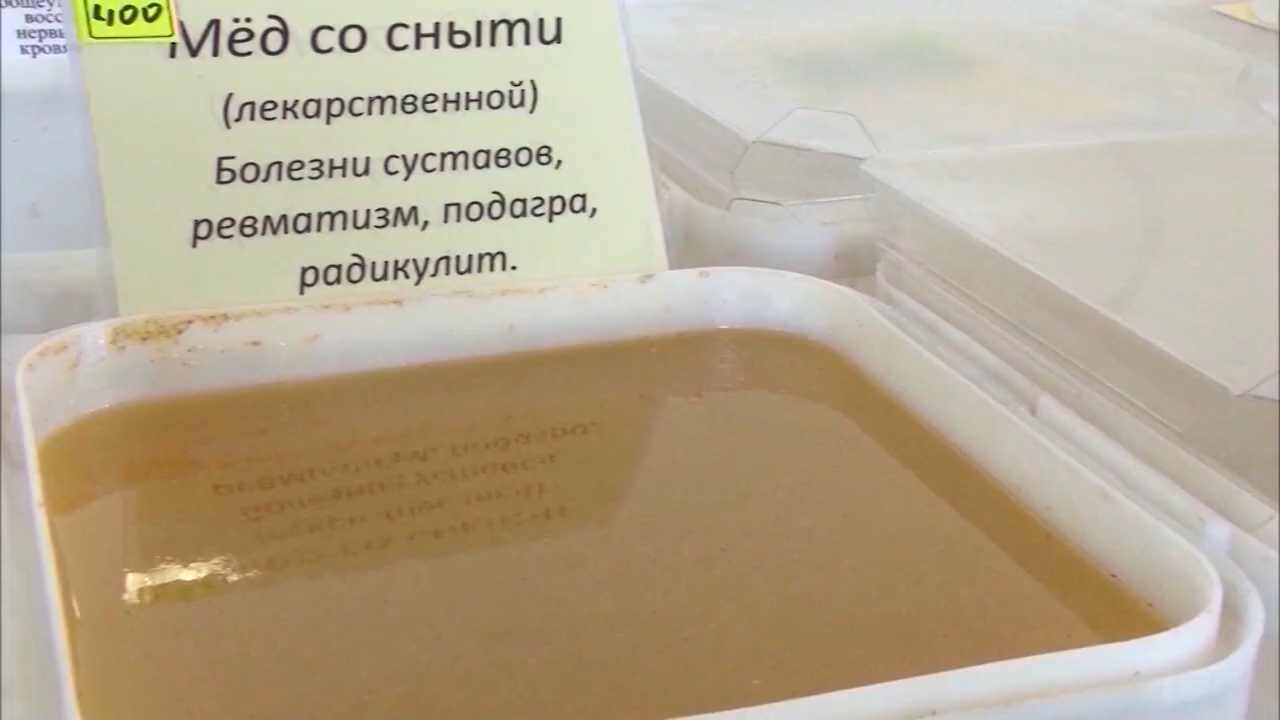 400
Мёд со сныти
(лекарственной)
Болезни суставов,
ревматизм, подагра,
радикулит.